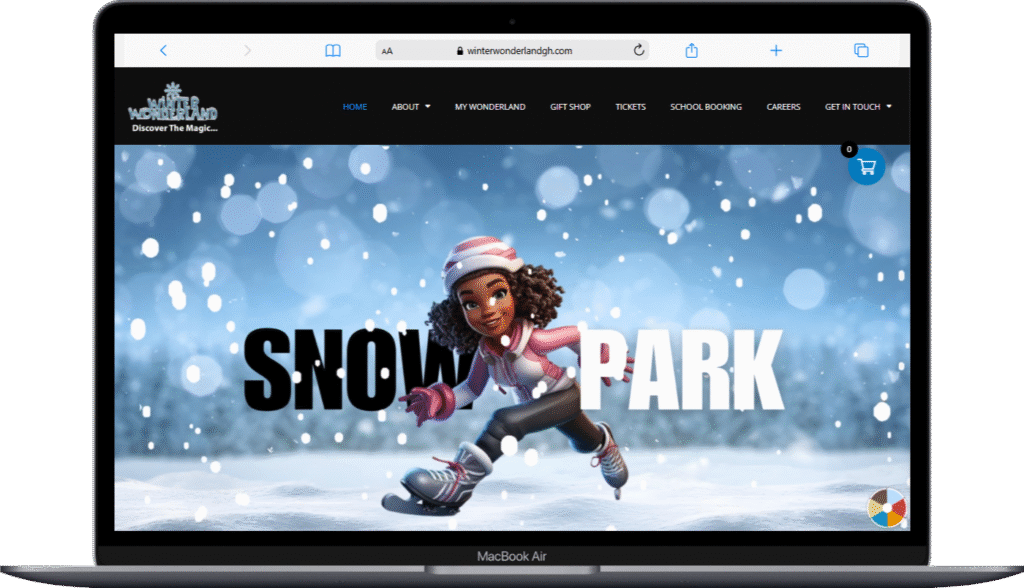 AA winterwonderlandgh.com
WINTER
WONDERLAND
Discover The Magic...
HOME ABOUT MY WONDERLAND GIFT SHOP TICKETS SCHOOL BOOKING CAREERS GET IN TOUCH
0
SNOW PARK
MacBook Air